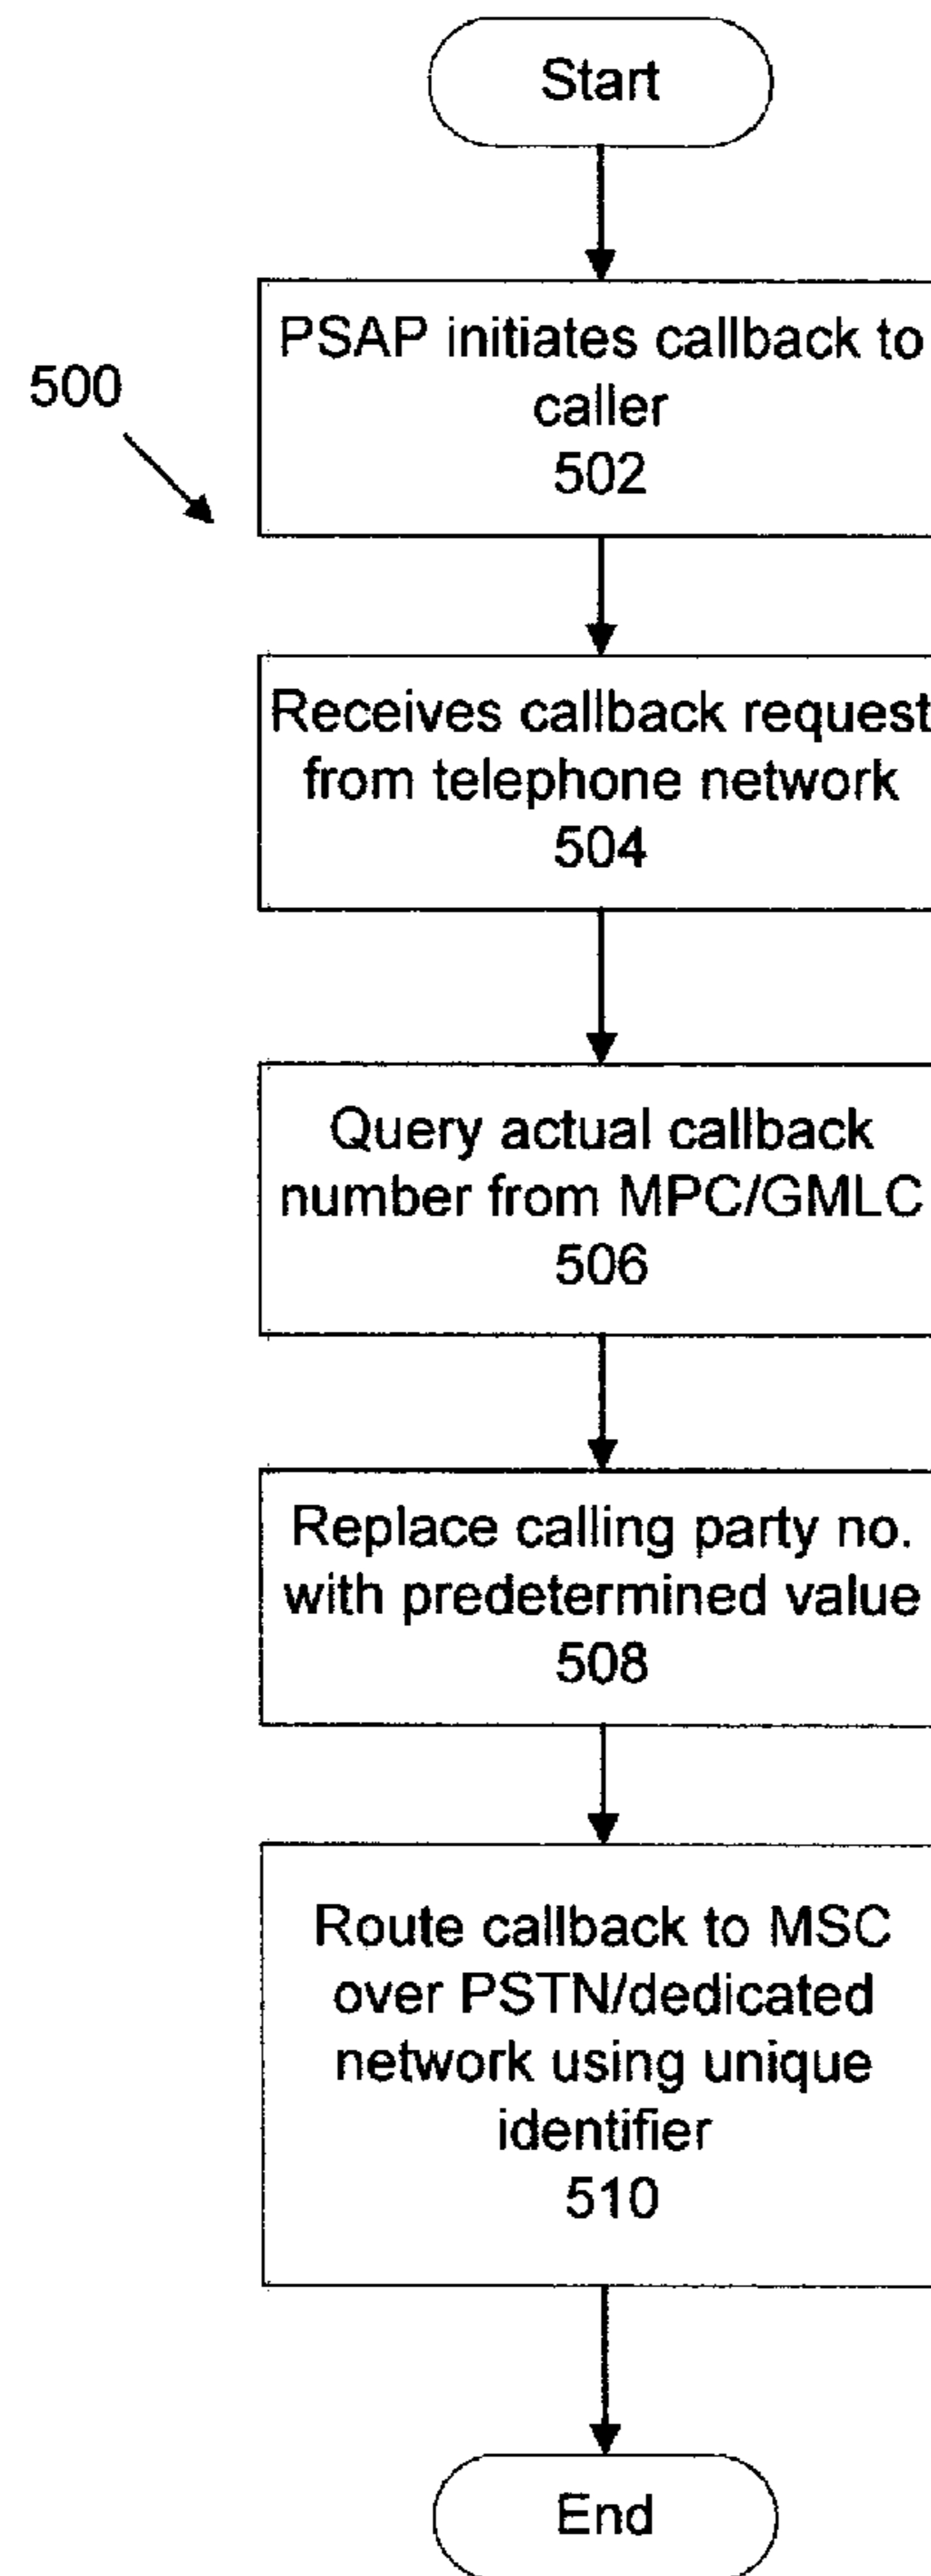 Start
500
PSAP initiates callback to
caller
502
Receives callback request
from telephone network
504
Query actual callback
number from MPC/GMLC
506
Replace calling party no.
with predetermined value
508
Route callback to MSC
over PSTN/dedicated
network using unique
identifier
510
End